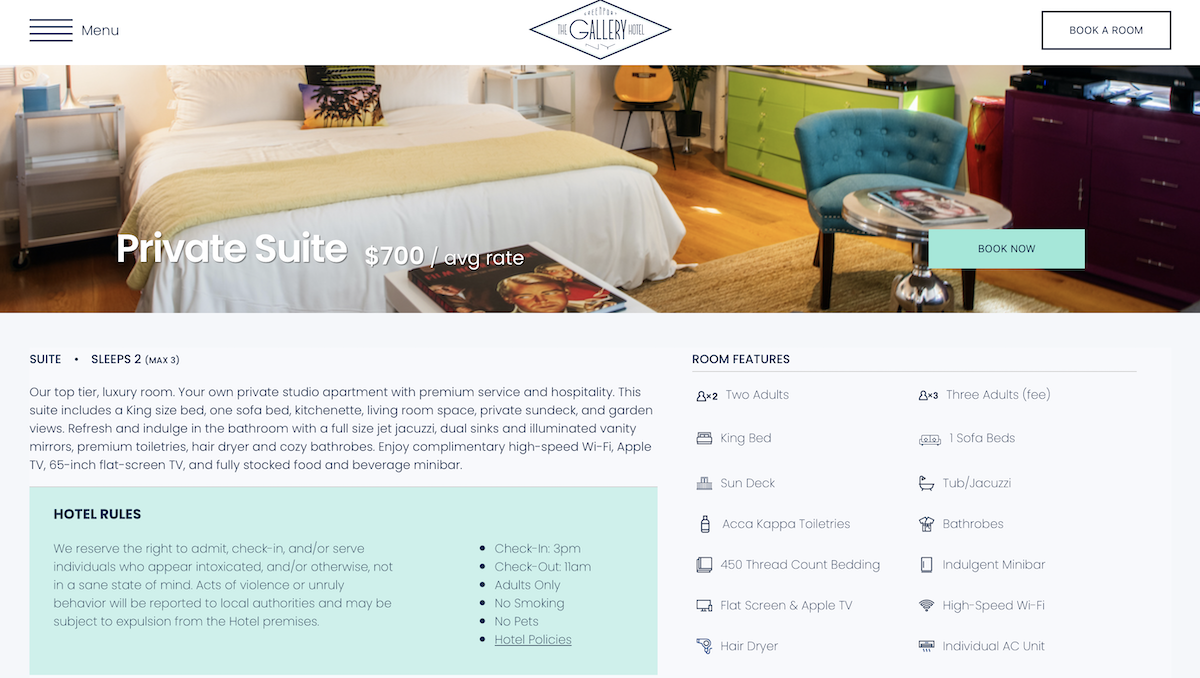 Menu
FREEPORT
THE GALLERY HOTEL
NY
BOOK A ROOM
Private Suite $700 / avg rate
BOOK NOW
SUITE • SLEEPS 2 (MAX 3)
Our top tier, luxury room. Your own private studio apartment with premium service and hospitality. This
suite includes a King size bed, one sofa bed, kitchenette, living room space, private sundeck, and garden
views. Refresh and indulge in the bathroom with a full size jet jacuzzi, dual sinks and illuminated vanity
mirrors, premium toiletries, hair dryer and cozy bathrobes. Enjoy complimentary high-speed Wi-Fi, Apple
TV, 65-inch flat-screen TV, and fully stocked food and beverage minibar.
HOTEL RULES
We reserve the right to admit, check-in, and/or serve
individuals who appear intoxicated, and/or otherwise, not
in a sane state of mind. Acts of violence or unruly
behavior will be reported to local authorities and may be
subject to expulsion from the Hotel premises.
• Check-In: 3pm
• Check-Out: 11am
• Adults Only
• No Smoking
• No Pets
• Hotel Policies
ROOM FEATURES
×2 Two Adults
×3 Three Adults (fee)
King Bed
1 Sofa Beds
Sun Deck
Tub/Jacuzzi
Acca Kappa Toiletries
Bathrobes
450 Thread Count Bedding
Indulgent Minibar
Flat Screen & Apple TV
High-Speed Wi-Fi
Hair Dryer
Individual AC Unit